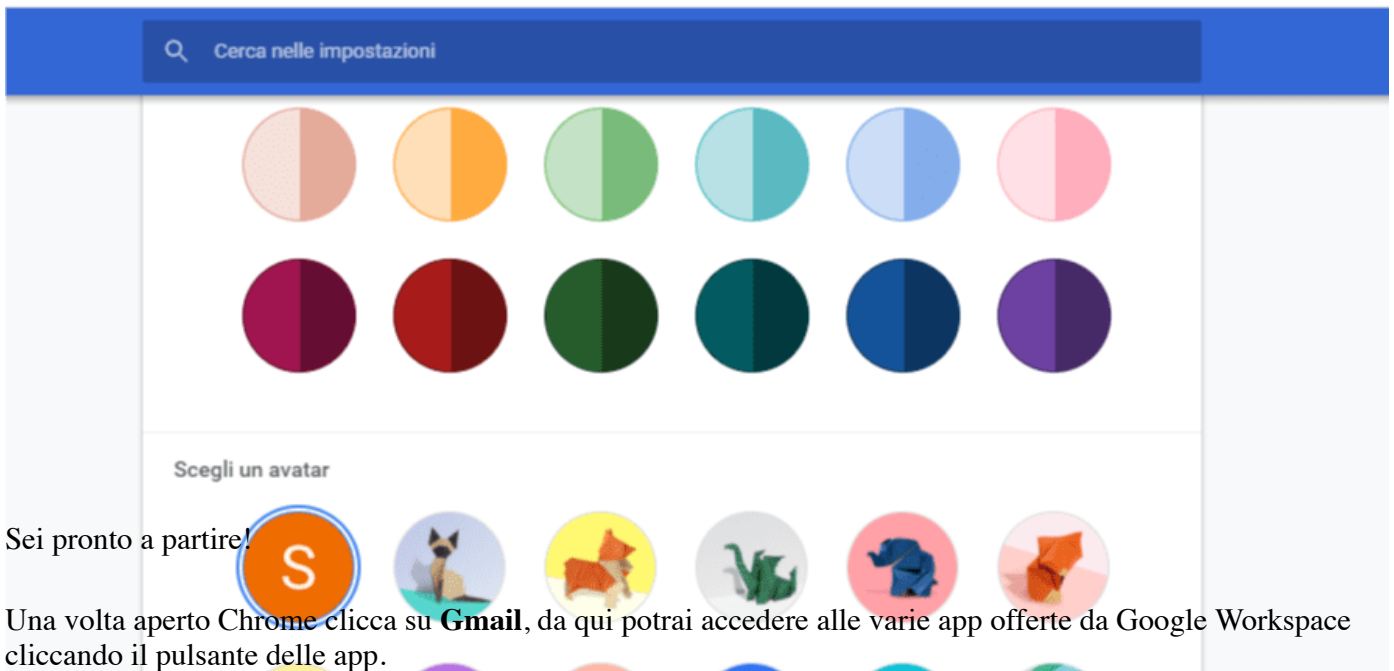 Cerca nelle impostazioni
Scegli un avatar
Sei pronto a partire!
S
Una volta aperto Chrome clicca su Gmail, da qui potrai accedere alle varie app offerte da Google Workspace
cliccando il pulsante delle app.